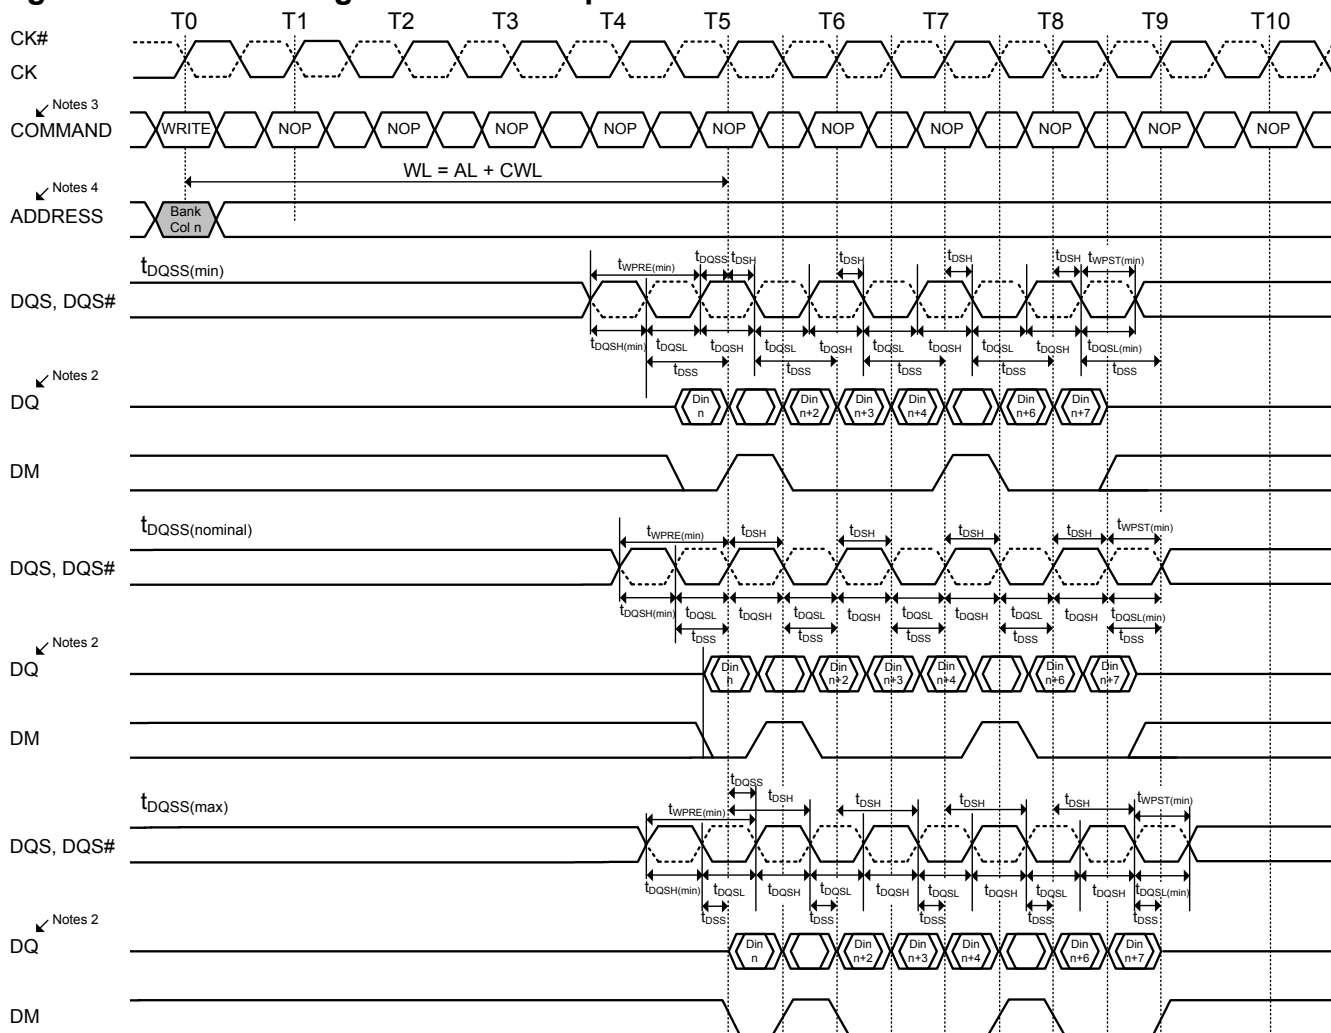 T0 T1 T2 T3 T4 T5 T6 T7 T8 T9 T10
CK#
CK
Notes 3
COMMAND WRITE NOP NOP NOP NOP NOP NOP NOP NOP NOP NOP
WL = AL + CWL
Notes 4
ADDRESS Bank
Col n
tDQSS(min) tWPRE(min) tDQSS tDSH tDSH tDSH tDSH tWPST(min)
DQS, DQS#
tDQSH(min) tDQSL tDQSH tDQSL tDQSH tDQSL tDQSH tDQSL tDQSH tDQSL(min)
tDSS tDSS tDSS tDSS tDSS
Notes 2
DQ Din n Din n+2 Din n+3 Din n+4 Din n+6 Din n+7
DM
tDQSS(nominal) tWPRE(min) tDSH tDSH tDSH tDSH tWPST(min)
DQS, DQS#
tDQSH(min) tDQSL tDQSH tDQSL tDQSH tDQSL tDQSH tDQSL tDQSH tDQSL(min)
tDSS tDSS tDSS tDSS tDSS
Notes 2
DQ Din n Din n+2 Din n+3 Din n+4 Din n+6 Din n+7
DM
tDQSS
tDQSS(max) tWPRE(min) tDSH tDSH tDSH tDSH tWPST(min)
DQS, DQS#
tDQSH(min) tDQSL tDQSH tDQSL tDQSH tDQSL tDQSH tDQSL tDQSH tDQSL(min)
tDSS tDSS tDSS tDSS tDSS
Notes 2
DQ Din n Din n+2 Din n+3 Din n+4 Din n+6 Din n+7
DM